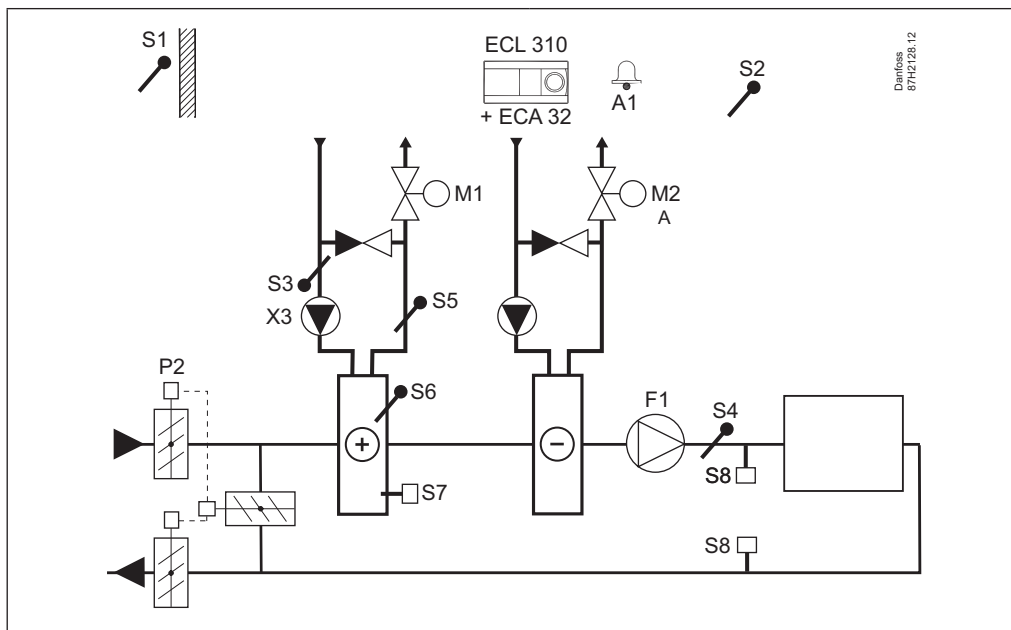 S1
ECL 310
+ ECA 32
A1
S2
Danfoss
87H2128.12
M1
M2
A
S3
S5
X3
P2
S6
F1
S4
+
−
S7
S8
S8